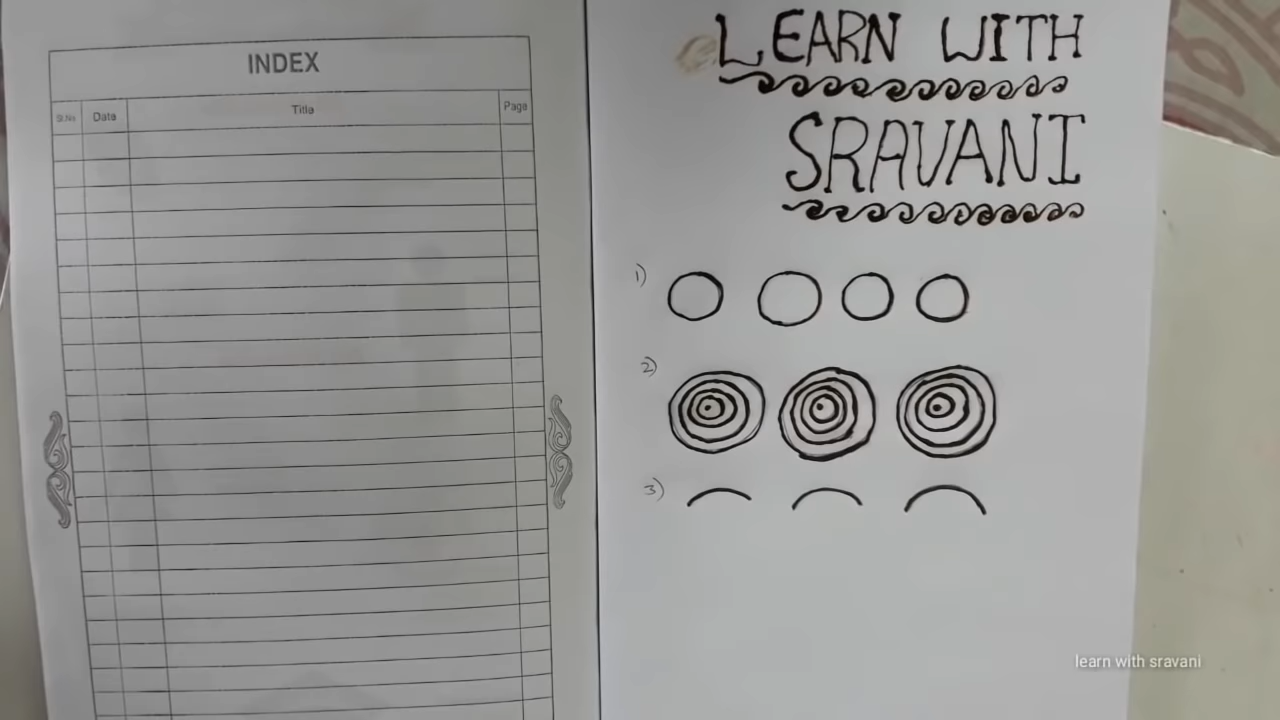 INDEX
Sl.No Date Title Page
LEARN WITH
SRAVANI
1)
2)
3)
learn with sravani